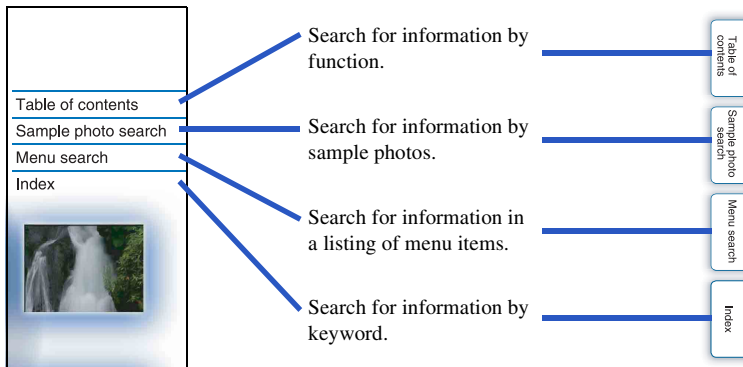 Table of contents
Sample photo search
Menu search
Index
Search for information by
function.
Search for information by
sample photos.
Search for information in
a listing of menu items.
Search for information by
keyword.
Table of
contents
Sample photo
search
Menu search
Index